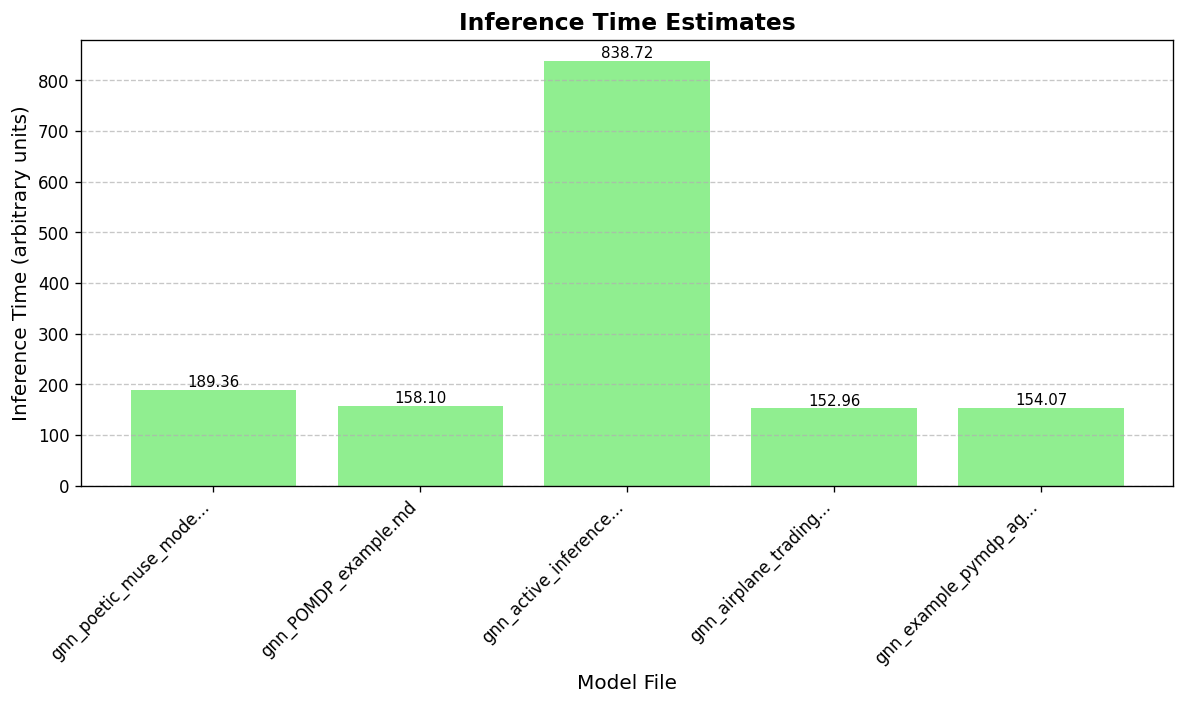 Inference Time Estimates
Inference Time (arbitrary units)
800
700
600
500
400
300
200
100
0
189.36
158.10
838.72
152.96
154.07
gnn_poetic_muse_mode...
gnn_POMDP_example.md
gnn_active_inference...
gnn_airplane_trading...
gnn_example_pymdp_ag...
Model File